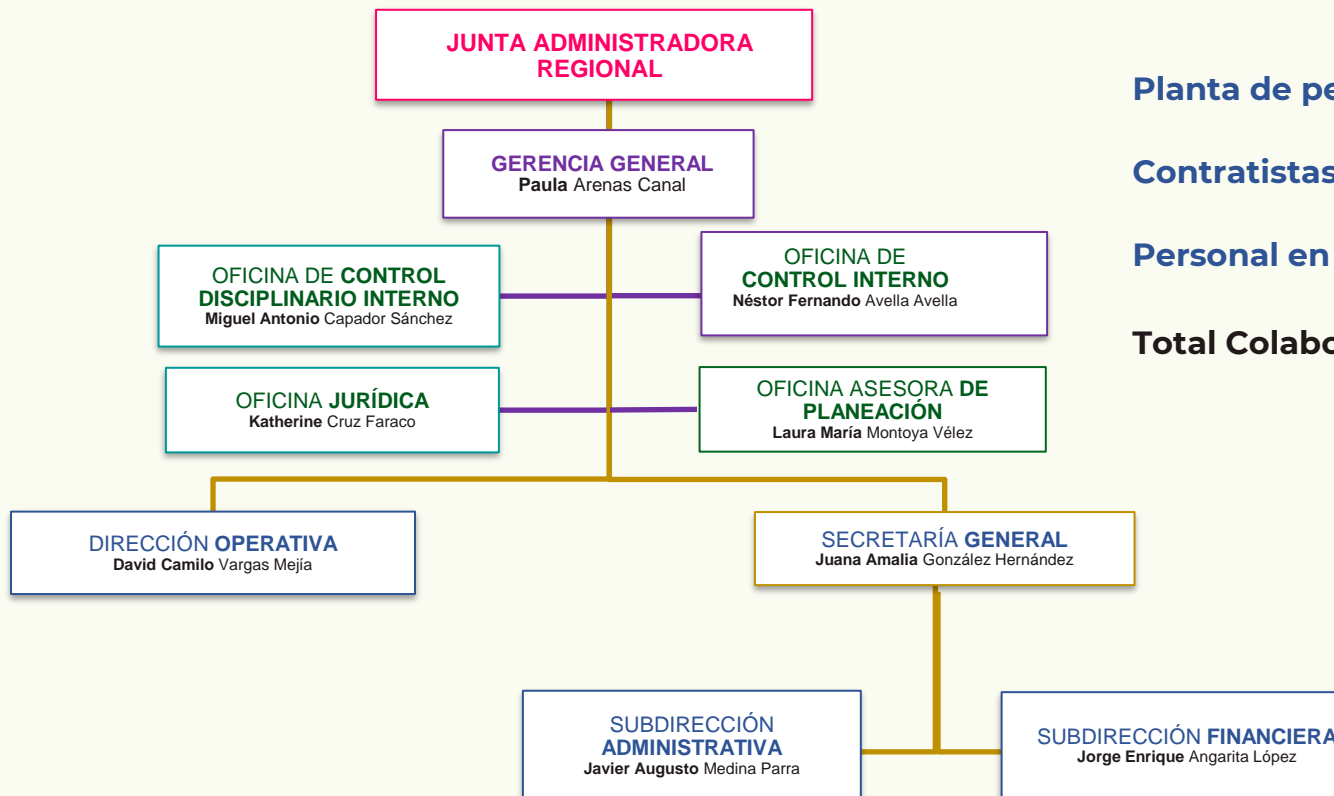 JUNTA ADMINISTRADORA
REGIONAL
GERENCIA GENERAL
Paula Arenas Canal
OFICINA DE CONTROL
DISCIPLINARIO INTERNO
Miguel Antonio Capador Sánchez
OFICINA DE
CONTROL INTERNO
Néstor Fernando Avella Avella
OFICINA JURÍDICA
Katherine Cruz Faraco
OFICINA ASESORA DE
PLANEACIÓN
Laura María Montoya Vélez
DIRECCIÓN OPERATIVA
David Camilo Vargas Mejía
SECRETARÍA GENERAL
Juana Amalia González Hernández
SUBDIRECCIÓN
ADMINISTRATIVA
Javier Augusto Medina Parra
SUBDIRECCIÓN FINANCIERA
Jorge Enrique Angarita López
Planta de
Contratistas
Personal en
Total